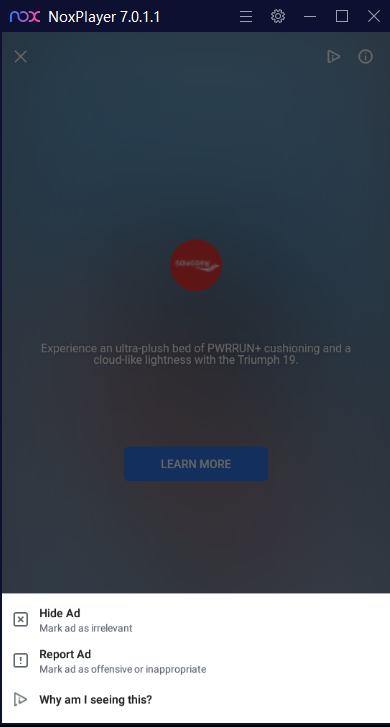 nox NoxPlayer 7.0.1.1
saucony
Experience an ultra-plush bed of PWRRUN+ cushioning and a
cloud-like lightness with the Triumph 19.
LEARN MORE
Hide Ad
Mark ad as irrelevant
Report Ad
Mark ad as offensive or inappropriate
Why am I seeing this?